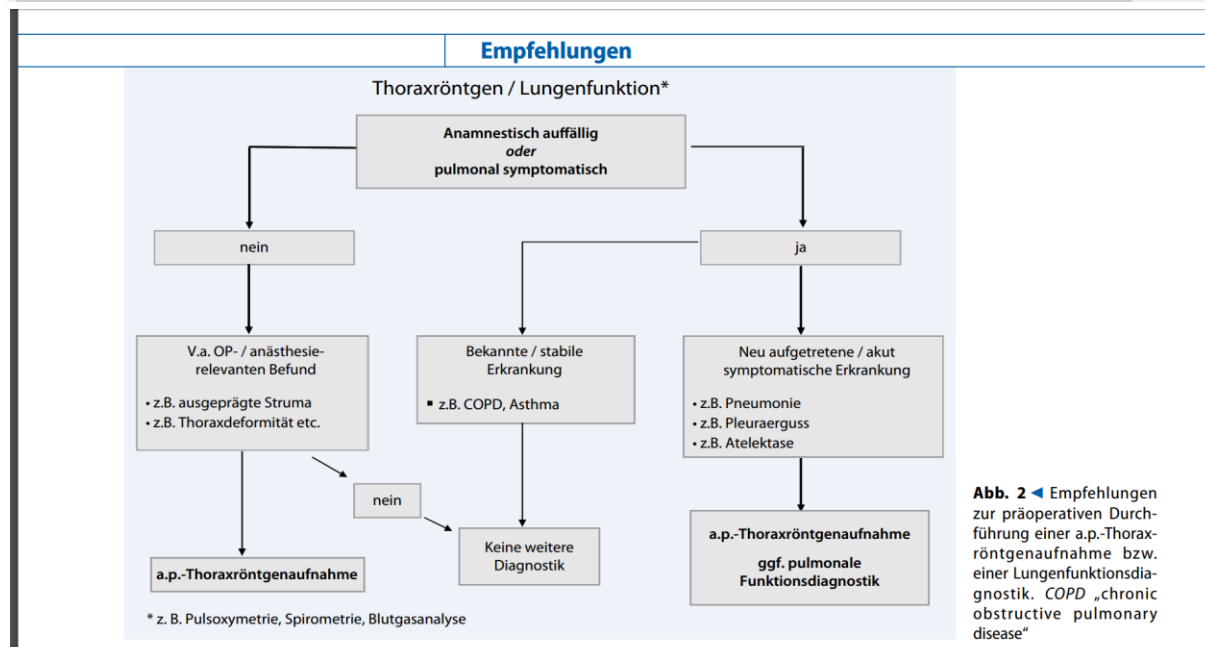 Empfehlungen
Thoraxröntgen / Lungenfunktion*
Anamnestisch auffällig
oder
pulmonal symptomatisch
nein
ja
V.a. OP- / anästhesie-
relevanten Befund
• z.B. ausgeprägte Struma
• z.B. Thoraxdeformität etc.
Bekannte / stabile
Erkrankung
▪ z.B. COPD, Asthma
Neu aufgetretene / akut
symptomatische Erkrankung
• z.B. Pneumonie
• z.B. Pleuraerguss
• z.B. Atelektase
nein
a.p.-Thoraxröntgenaufnahme
Keine weitere
Diagnostik
a.p.-Thoraxröntgenaufnahme
ggf. pulmonale
Funktionsdiagnostik
* z. B. Pulsoxymetrie, Spirometrie, Blutgasanalyse
Abb. 2 ◄ Empfehlungen
zur präoperativen Durch-
führung einer a.p.-Thorax-
röntgenaufnahme bzw.
einer Lungenfunktionsdia-
gnostik. COPD „chronic
obstructive pulmonary
disease“